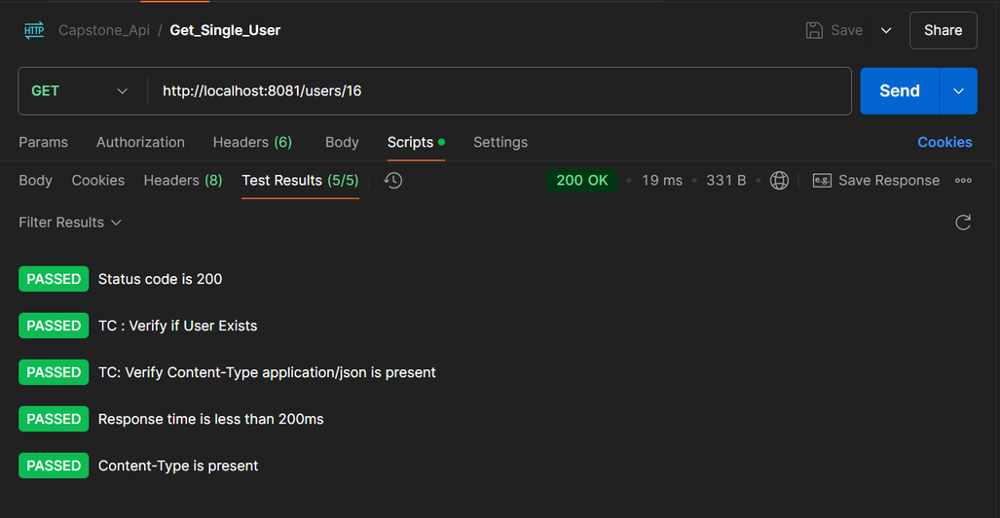 HTTP Capstone_Api / Get_Single_User Save Share
GET http://localhost:8081/users/16 Send
Params Authorization Headers (6) Body Scripts Settings Cookies
Body Cookies Headers (8) Test Results (5/5) 200 OK 19 ms 331 B e.g. Save Response
Filter Results
PASSED Status code is 200
PASSED TC : Verify if User Exists
PASSED TC: Verify Content-Type application/json is present
PASSED Response time is less than 200ms
PASSED Content-Type is present